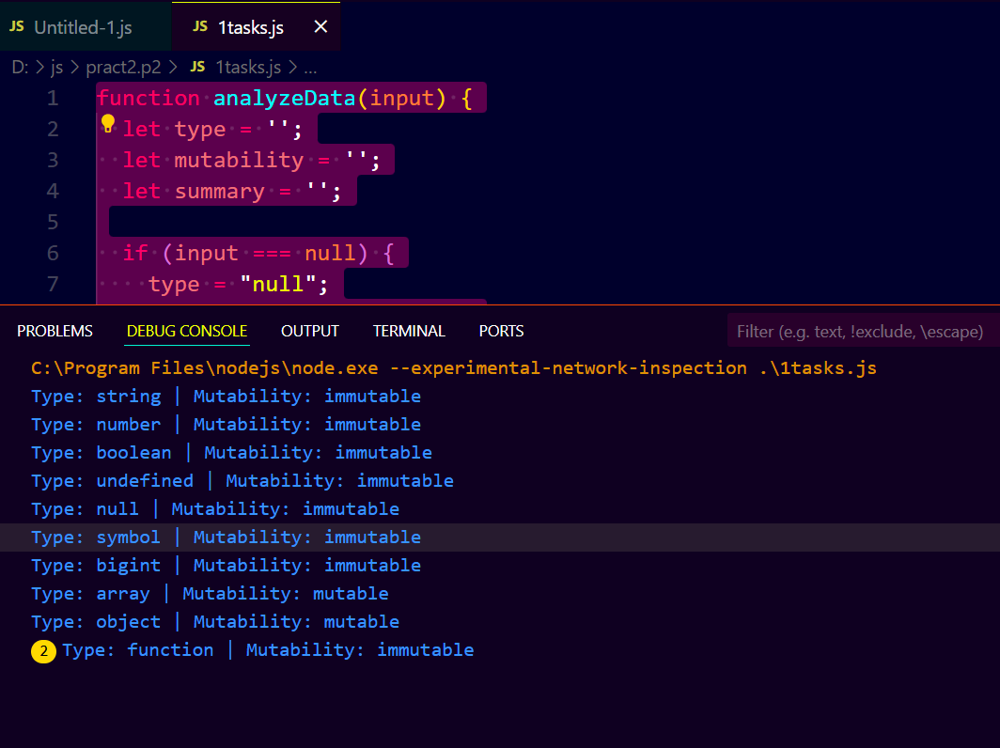 JS Untitled-1.js JS 1tasks.js ×
D: > js > pract2.p2 > JS 1tasks.js > ...
1 function analyzeData(input) {
2 let type = '';
3 let mutability = '';
4 let summary = '';
5
6 if (input === null) {
7 type = "null";
PROBLEMS DEBUG CONSOLE OUTPUT TERMINAL PORTS Filter (e.g. text, !exclude, \escape)
C:\Program Files\nodejs\node.exe --experimental-network-inspection .\1tasks.js
Type: string | Mutability: immutable
Type: number | Mutability: immutable
Type: boolean | Mutability: immutable
Type: undefined | Mutability: immutable
Type: null | Mutability: immutable
Type: symbol | Mutability: immutable
Type: bigint | Mutability: immutable
Type: array | Mutability: mutable
Type: object | Mutability: mutable
2 Type: function | Mutability: immutable